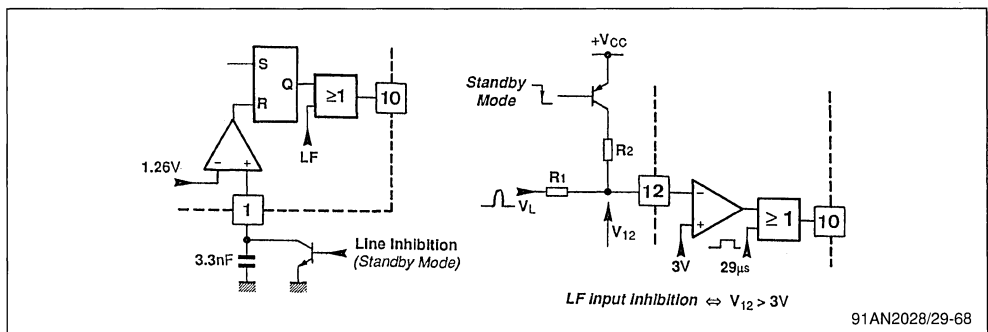 S
Q
R
≥1
10
LF
1.26V
-
+
1
3.3nF
Line Inhibition
(Standby Mode)
+VCC
Standby
Mode
R2
R1
VL
V12
12
-
+
3V
29µs
≥ 1
10
LF input inhibition ⇔ V12 > 3V
91AN2028/29-68